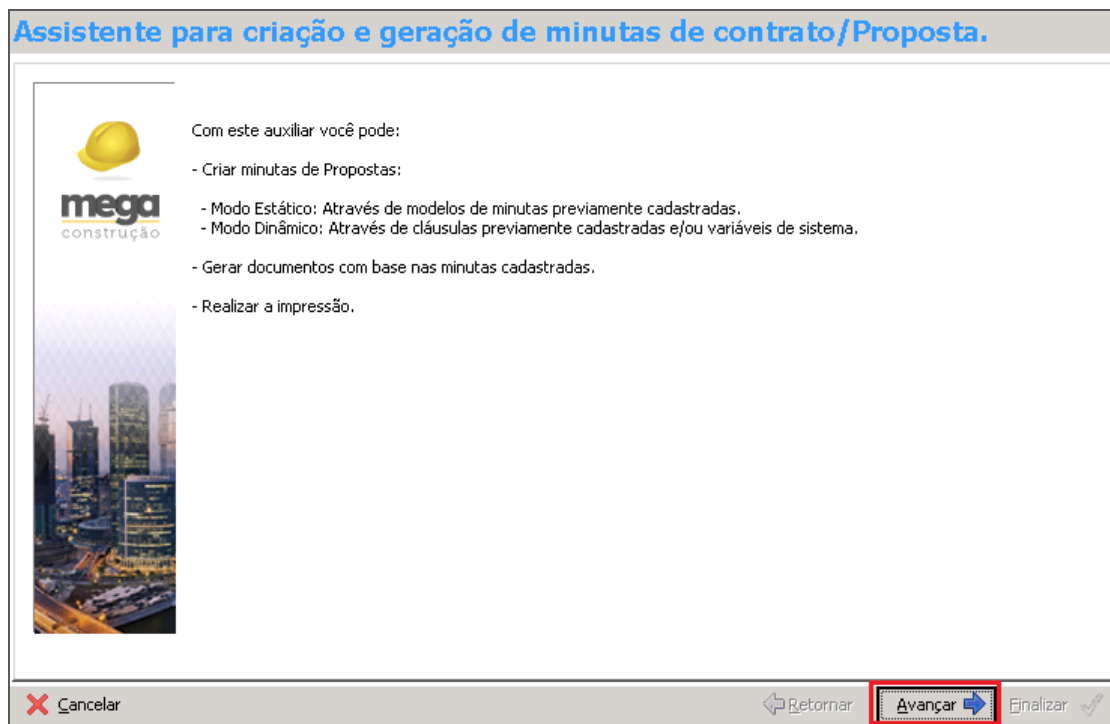 Assistente para criação e geração de minutas de contrato/Proposta.
mega
construção
Com este auxiliar você pode:
- Criar minutas de Propostas:
- Modo Estático: Através de modelos de minutas previamente cadastradas.
- Modo Dinâmico: Através de cláusulas previamente cadastradas e/ou variáveis de sistema.
- Gerar documentos com base nas minutas cadastradas.
- Realizar a impressão.
Cancelar
Retornar
Avançar
Finalizar